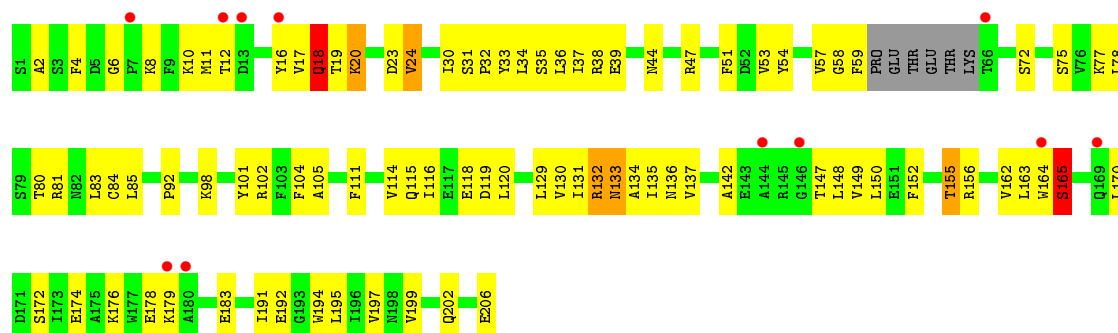 S1 A2 S3 F4 D5 G6 P7 K8 F9 K10 M11 T12 D13 Y16 V17 Q18 T19 K20 D23 V24 I30 S31 P32 Y33 L34 S35 L36 I37 R38 E39 N44 R47 F51 D52 V53 Y54 V57 G58 F59 PRO GLU THR GLU THR LYS T66 S72 S75 V76 K77 L78
S79 T80 R81 N82 L83 C84 L85 P92 K98 Y101 R102 F103 F104 A105 F111 V114 Q115 I116 E117 E118 D119 L120 L129 V130 I131 R132 N133 A134 I135 N136 V137 A142 E143 A144 R145 G146 T147 L148 V149 L150 E151 F152 T155 R156 V162 L163 W164 S165 Q169 L170
D171 S172 I173 E174 A175 K176 W177 E178 K179 A180 E183 I191 E192 G193 W194 L195 I196 V197 N198 V199 Q202 E206